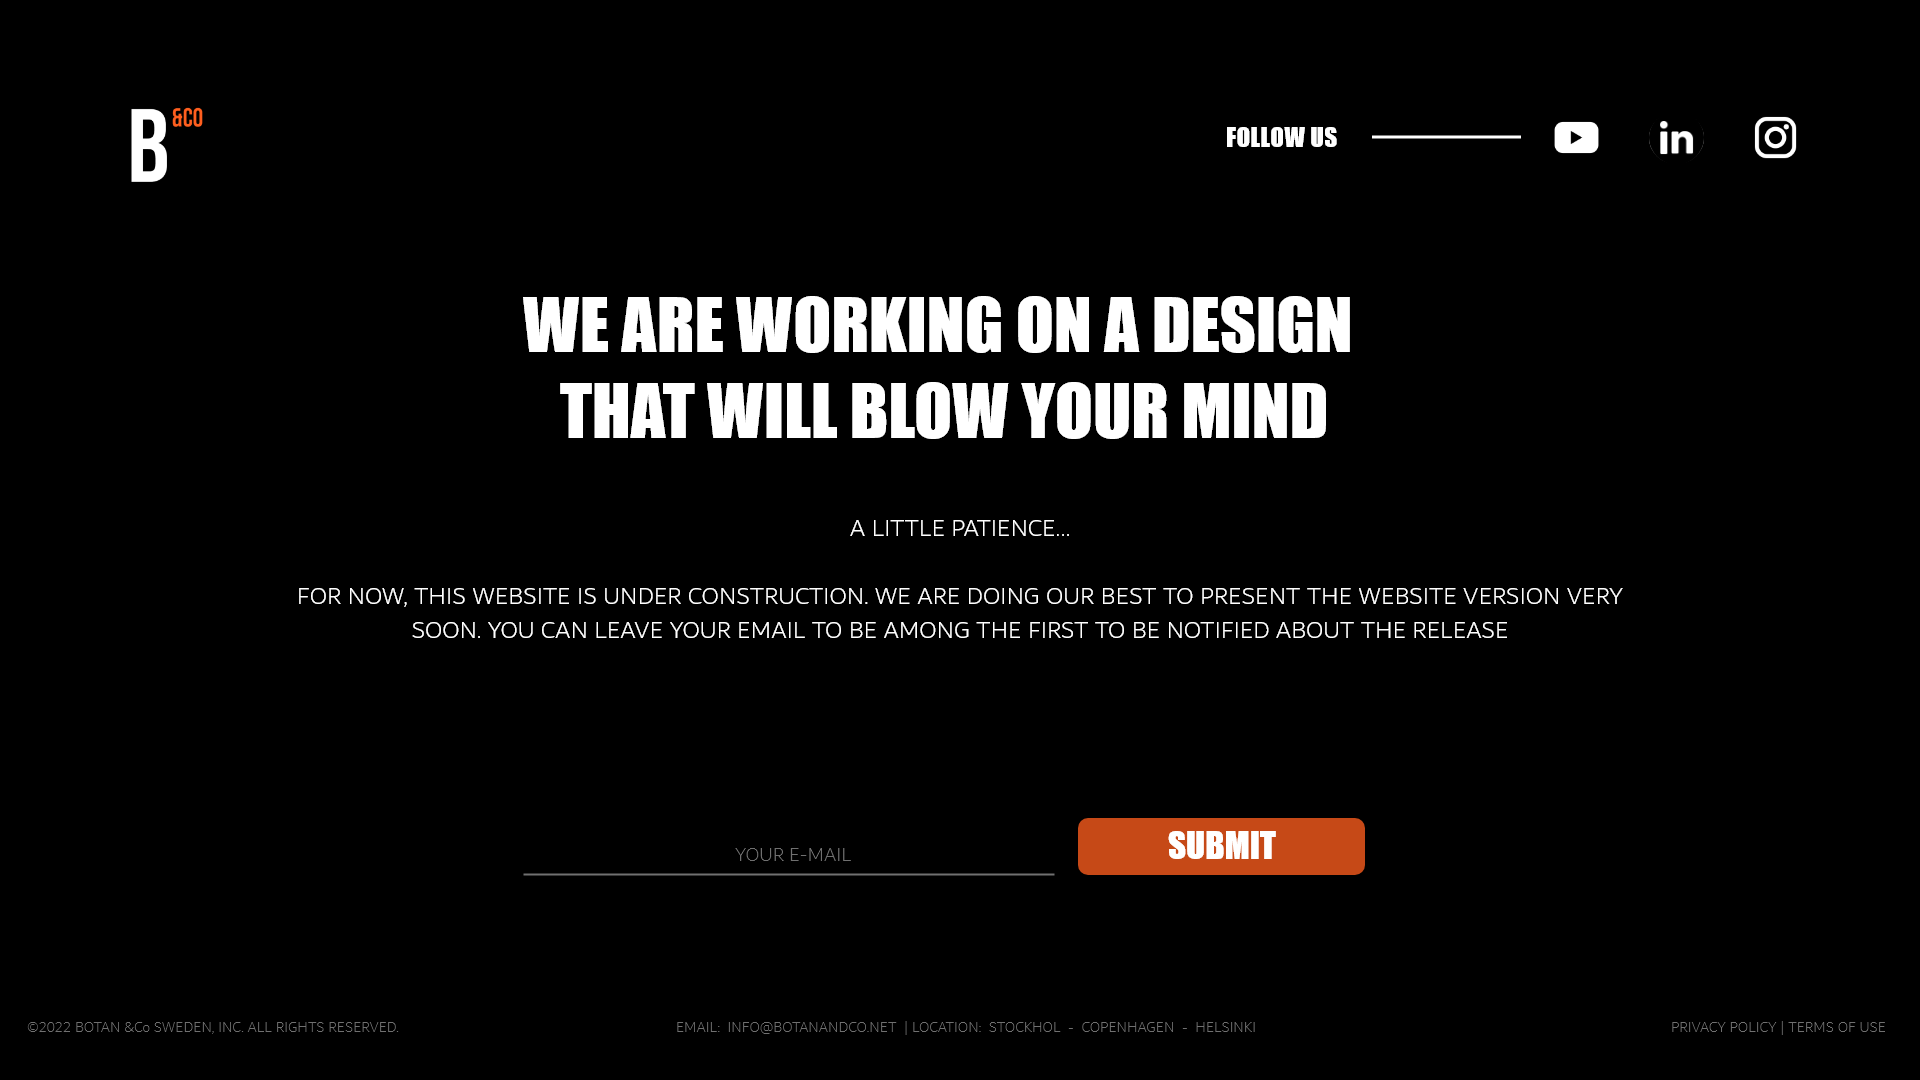 B &CO
FOLLOW US
WE ARE WORKING ON A DESIGN
THAT WILL BLOW YOUR MIND
A LITTLE PATIENCE...
FOR NOW, THIS WEBSITE IS UNDER CONSTRUCTION. WE ARE DOING OUR BEST TO PRESENT THE WEBSITE VERSION VERY
SOON. YOU CAN LEAVE YOUR EMAIL TO BE AMONG THE FIRST TO BE NOTIFIED ABOUT THE RELEASE
YOUR E-MAIL
SUBMIT
©2022 BOTAN &Co SWEDEN, INC. ALL RIGHTS RESERVED.
EMAIL: INFO@BOTANANDCO.NET | LOCATION: STOCKHOL - COPENHAGEN - HELSINKI
PRIVACY POLICY | TERMS OF USE